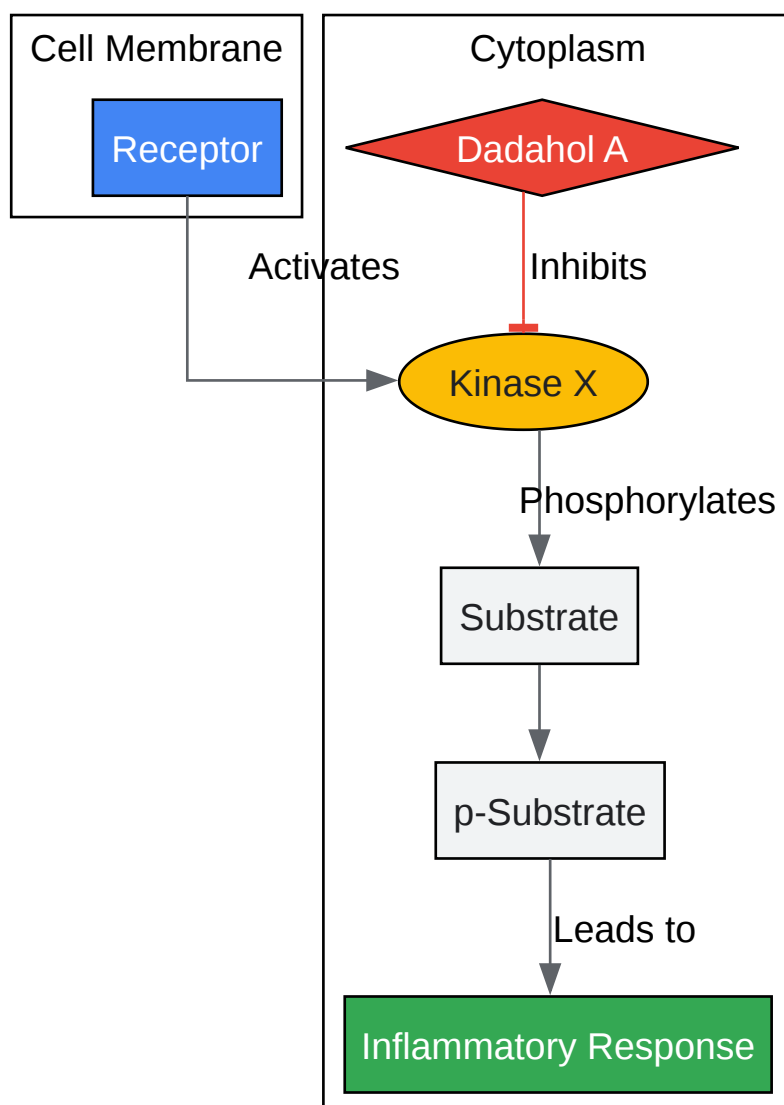 Cell Membrane
Cytoplasm
Receptor
Dadahol A
Activates
Inhibits
Kinase X
Phosphorylates
Substrate
p-Substrate
Leads to
Inflammatory Response